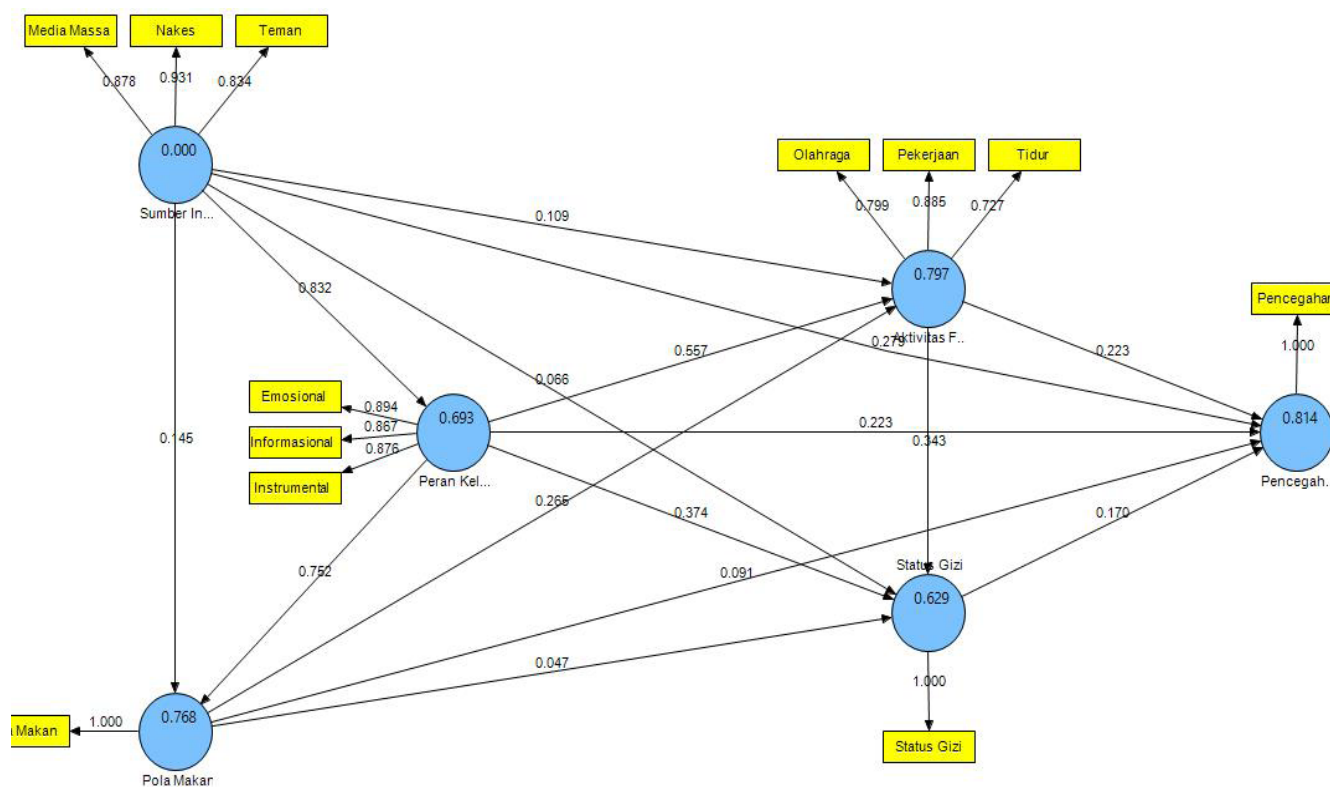 Media Massa
Nakes
Teman
0.878
0.931
0.834
0.000
Sumber In...
Olahraga
Pekerjaan
Tidur
0.799
0.885
0.727
0.109
0.797
Aktivitas F..
0.832
Pencegahan
1.000
0.279
0.223
0.557
0.066
Emosional
0.894
Informasional
0.867
Instrumental
0.876
0.693
Peran Kel...
0.145
0.223
0.343
0.814
Pencegah...
0.265
0.374
0.170
0.752
0.091
Status Gizi
0.629
0.047
1.000
Status Gizi
a Makan
1.000
0.768
Pola Makan